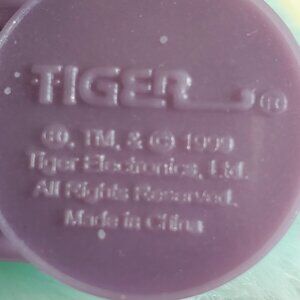 TIGER ®
®, TM, & © 1999
Tiger Electronics, Ltd.
All Rights Reserved.
Made in China